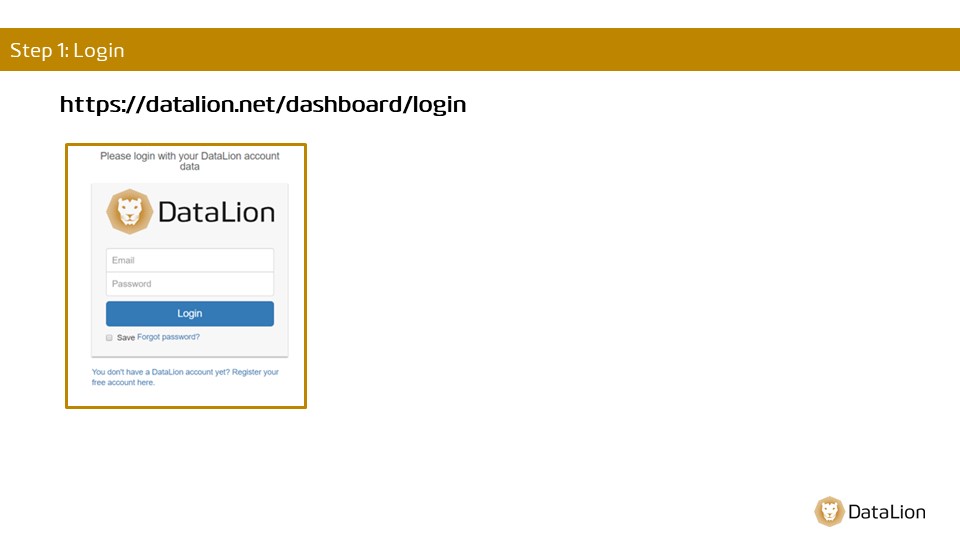 Step 1: Login
https://datalion.net/dashboard/login
Please login with your DataLion account
data
DataLion
Email
Password
Login
Save Forgot password?
You don't have a DataLion account yet? Register your
free account here.
DataLion